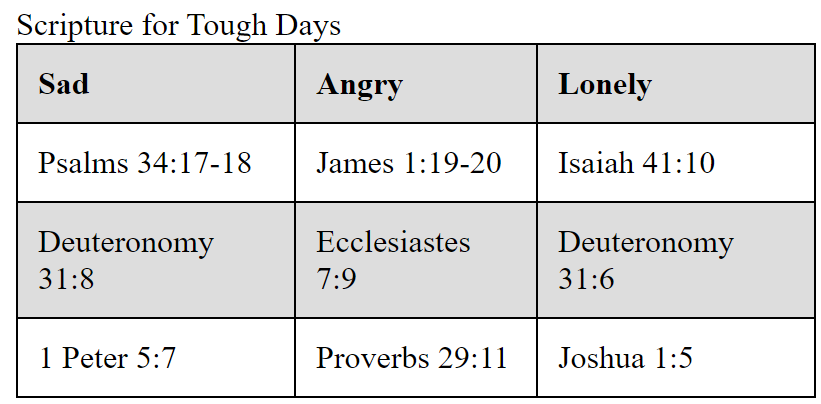 Scripture for Tough Days
Sad Angry Lonely
Psalms 34:17-18 James 1:19-20 Isaiah 41:10
Deuteronomy Ecclesiastes Deuteronomy
31:8 7:9 31:6
1 Peter 5:7 Proverbs 29:11 Joshua 1:5